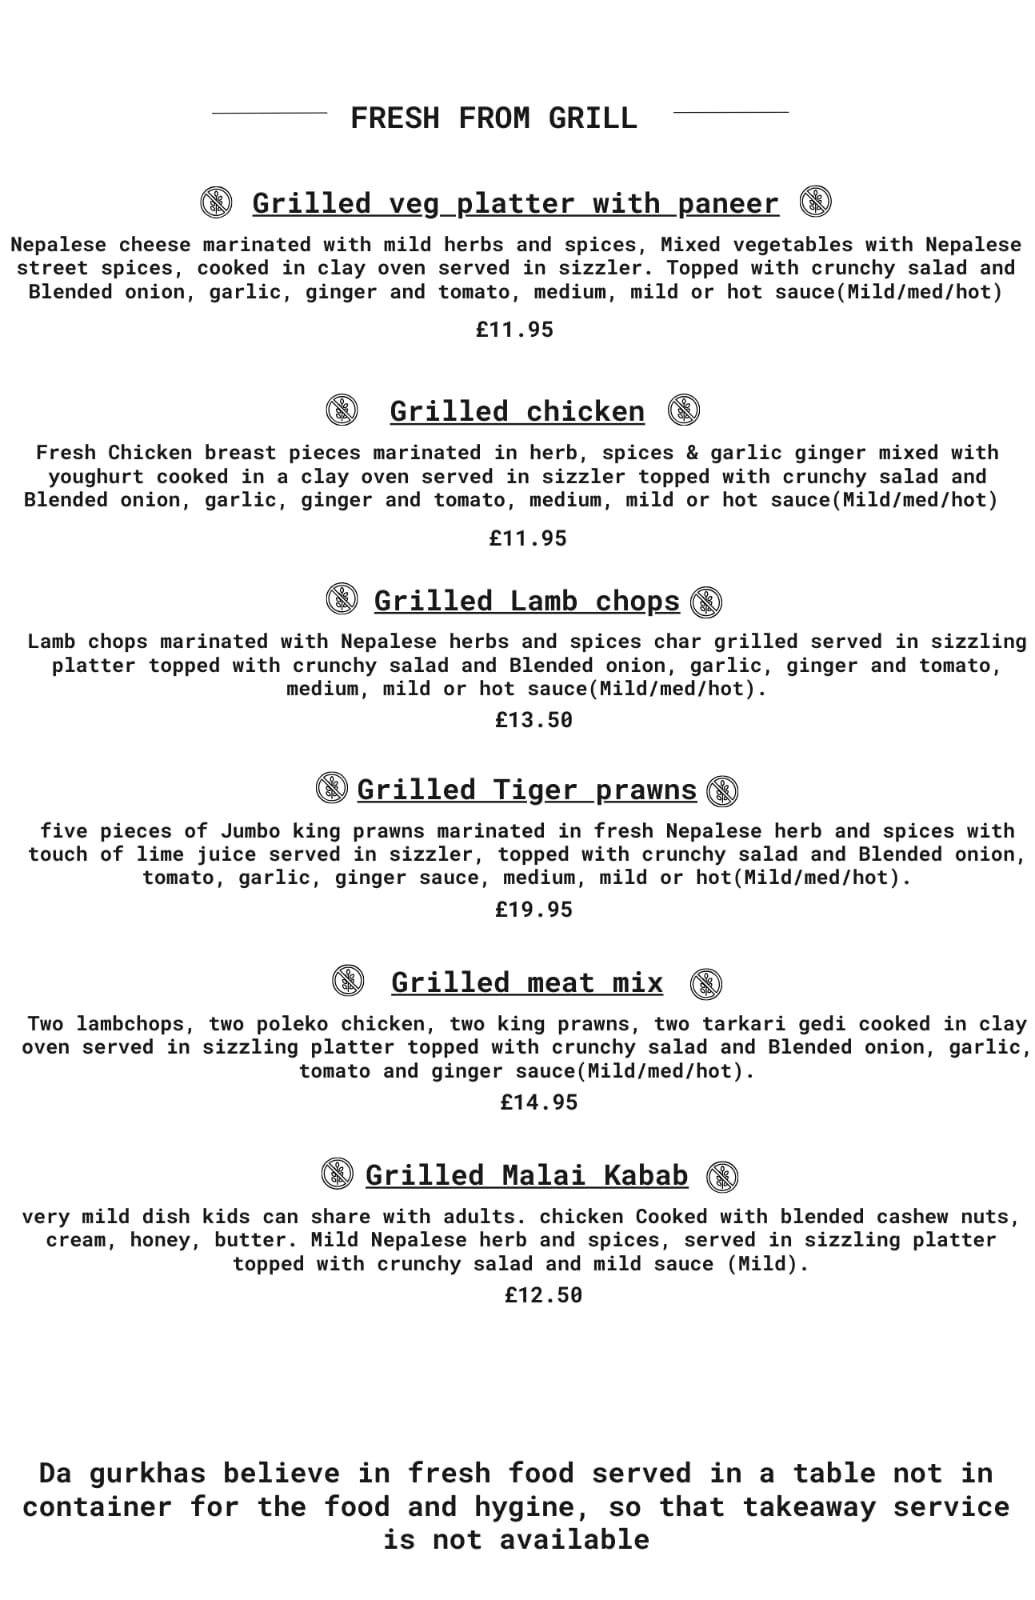 FRESH FROM GRILL
Grilled veg platter with paneer
Nepalese cheese marinated with mild herbs and spices, Mixed vegetables with Nepalese
street spices, cooked in clay oven served in sizzler. Topped with crunchy salad and
Blended onion, garlic, ginger and tomato, medium, mild or hot sauce(Mild/med/hot)
£11.95
Grilled chicken
Fresh Chicken breast pieces marinated in herb, spices & garlic ginger mixed with
youghurt cooked in a clay oven served in sizzler topped with crunchy salad and
Blended onion, garlic, ginger and tomato, medium, mild or hot sauce(Mild/med/hot)
£11.95
Grilled Lamb chops
Lamb chops marinated with Nepalese herbs and spices char grilled served in sizzling
platter topped with crunchy salad and Blended onion, garlic, ginger and tomato,
medium, mild or hot sauce(Mild/med/hot).
£13.50
Grilled Tiger prawns
five pieces of Jumbo king prawns marinated in fresh Nepalese herb and spices with
touch of lime juice served in sizzler, topped with crunchy salad and Blended onion,
tomato, garlic, ginger sauce, medium, mild or hot(Mild/med/hot).
£19.95
Grilled meat mix
Two lambchops, two poleko chicken, two king prawns, two tarkari gedi cooked in clay
oven served in sizzling platter topped with crunchy salad and Blended onion, garlic,
tomato and ginger sauce(Mild/med/hot).
£14.95
Grilled Malai Kabab
very mild dish kids can share with adults. chicken Cooked with blended cashew nuts,
cream, honey, butter. Mild Nepalese herb and spices, served in sizzling platter
topped with crunchy salad and mild sauce (Mild).
£12.50
Da gurkhas believe in fresh food served in a table not in
container for the food and hygine, so that takeaway service
is not available